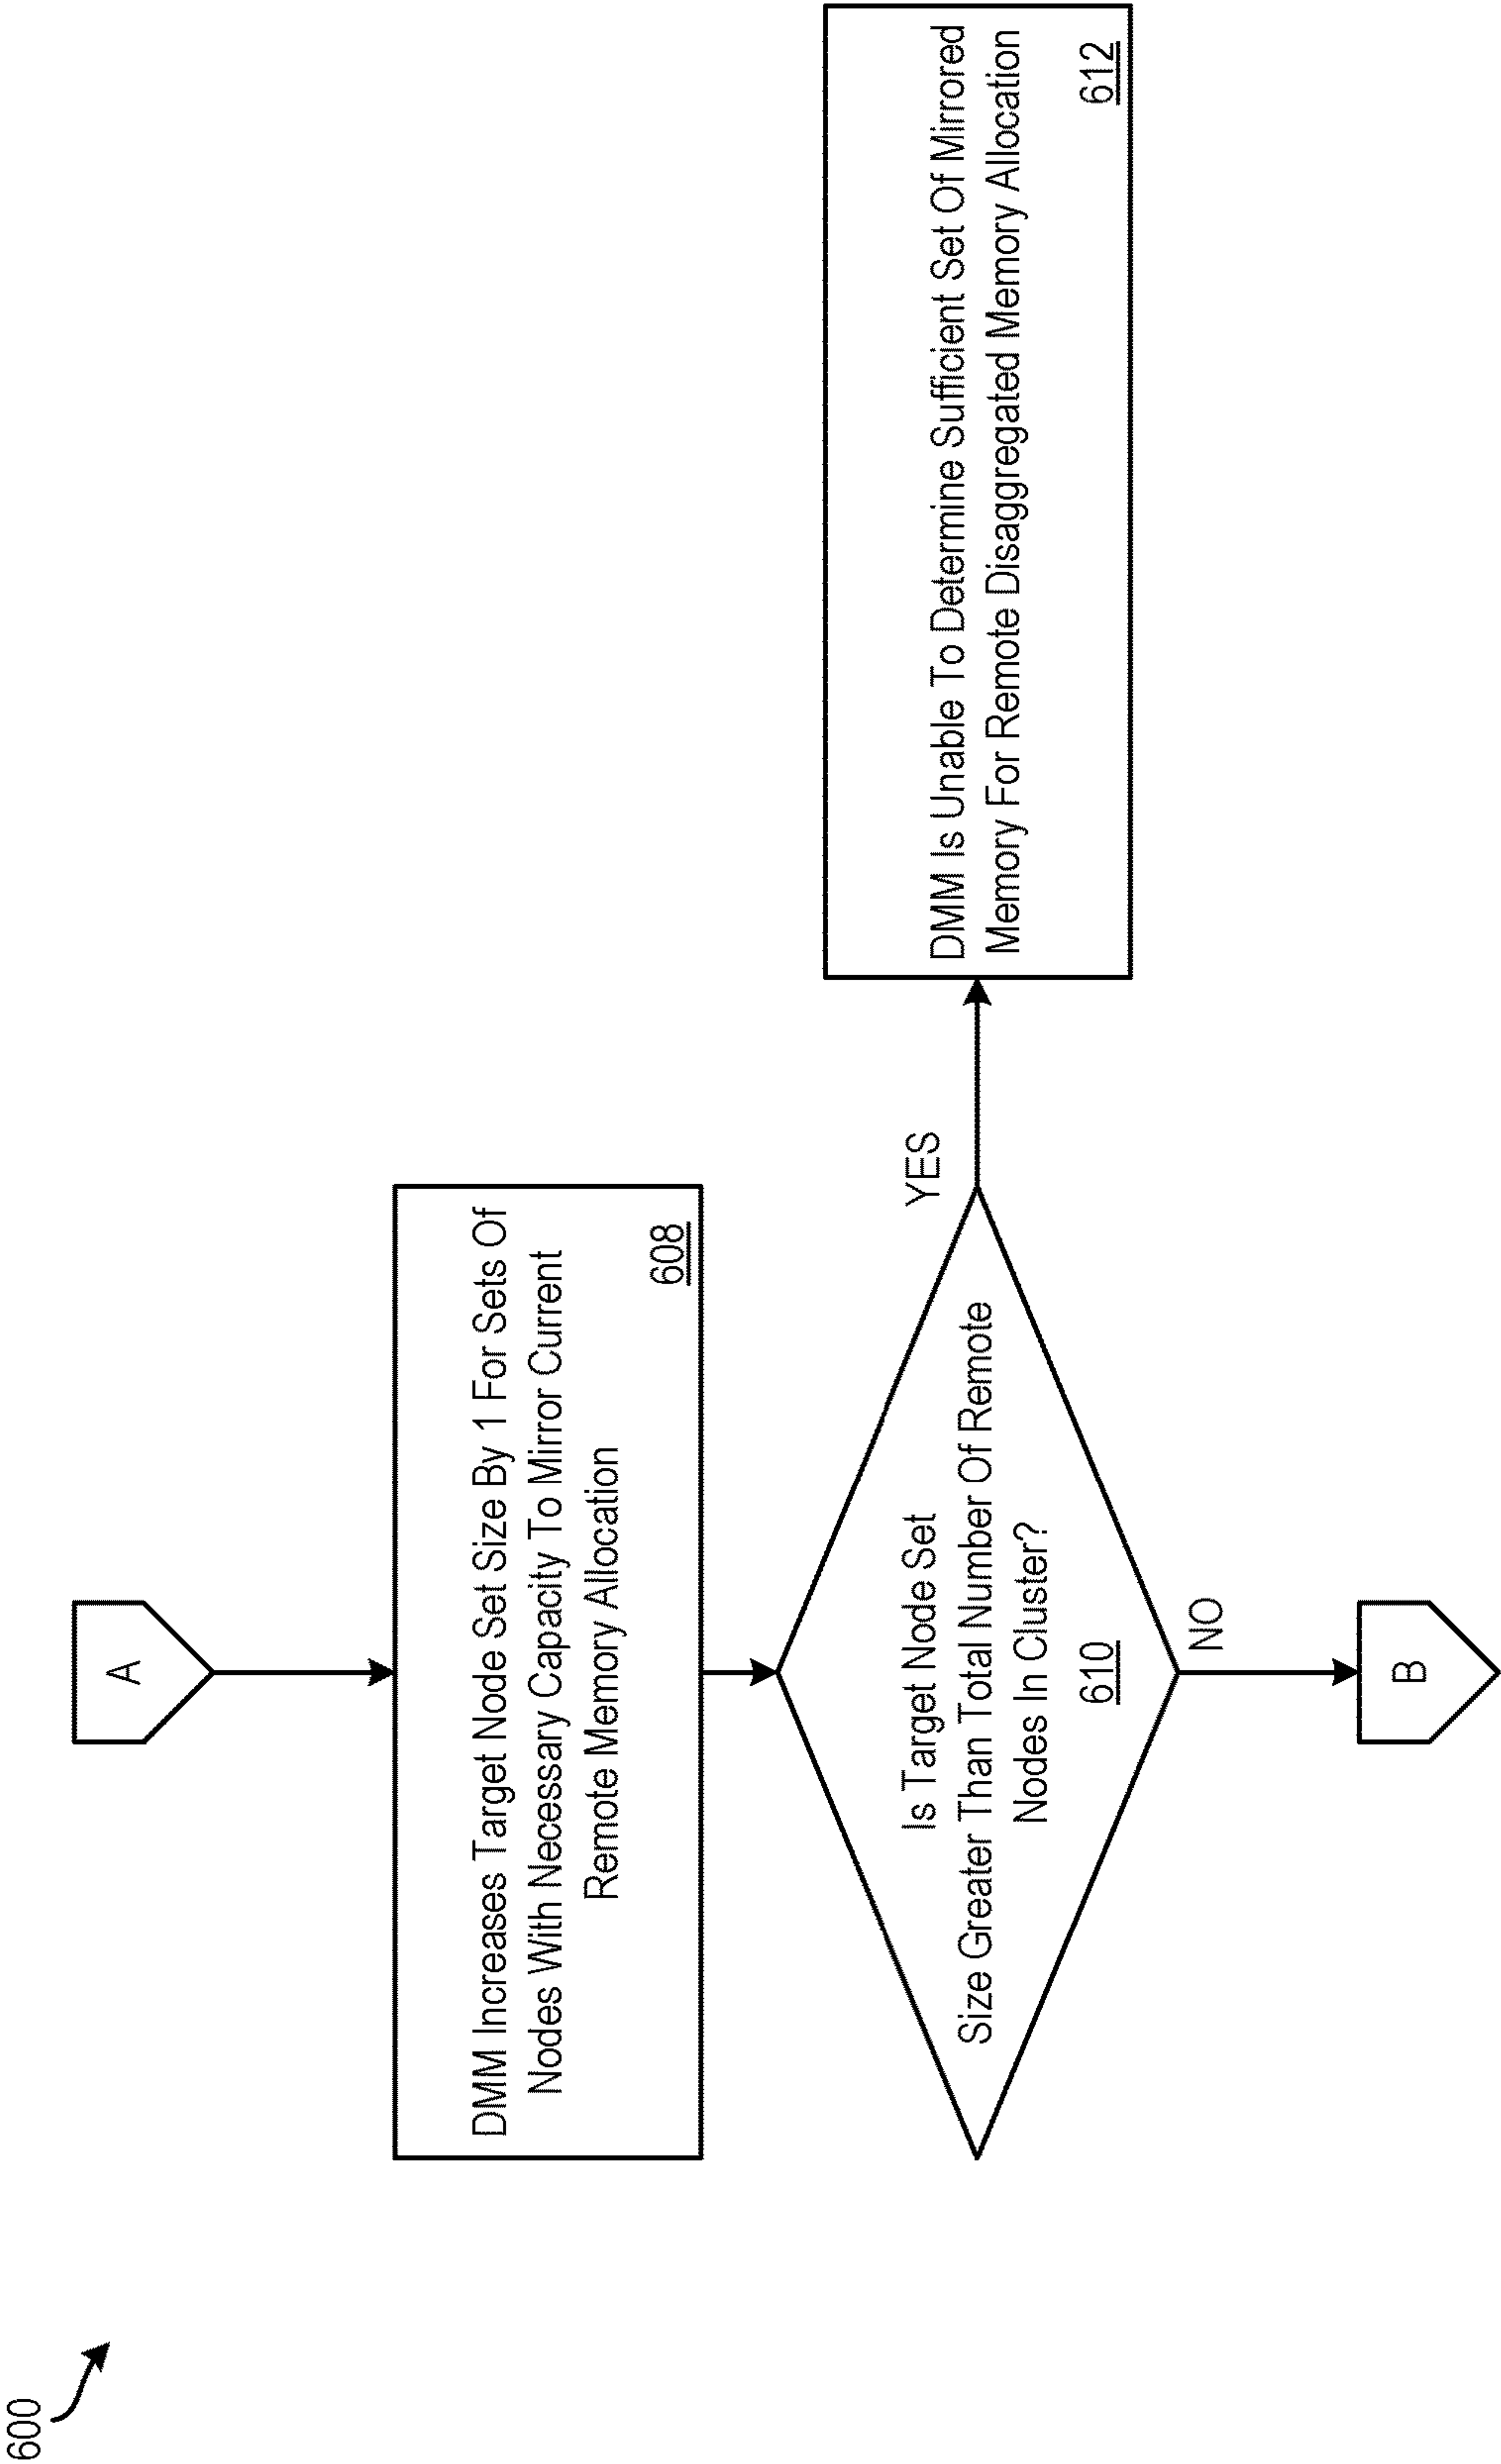 600
A
DMM Increases Target Node Set Size By 1 For Sets Of
Nodes With Necessary Capacity To Mirror Current
Remote Memory Allocation
608
Is Target Node Set
Size Greater Than Total Number Of Remote
Nodes In Cluster?
610
YES
DMM Is Unable To Determine Sufficient Set Of Mirrored
Memory For Remote Disaggregated Memory Allocation
612
NO
B